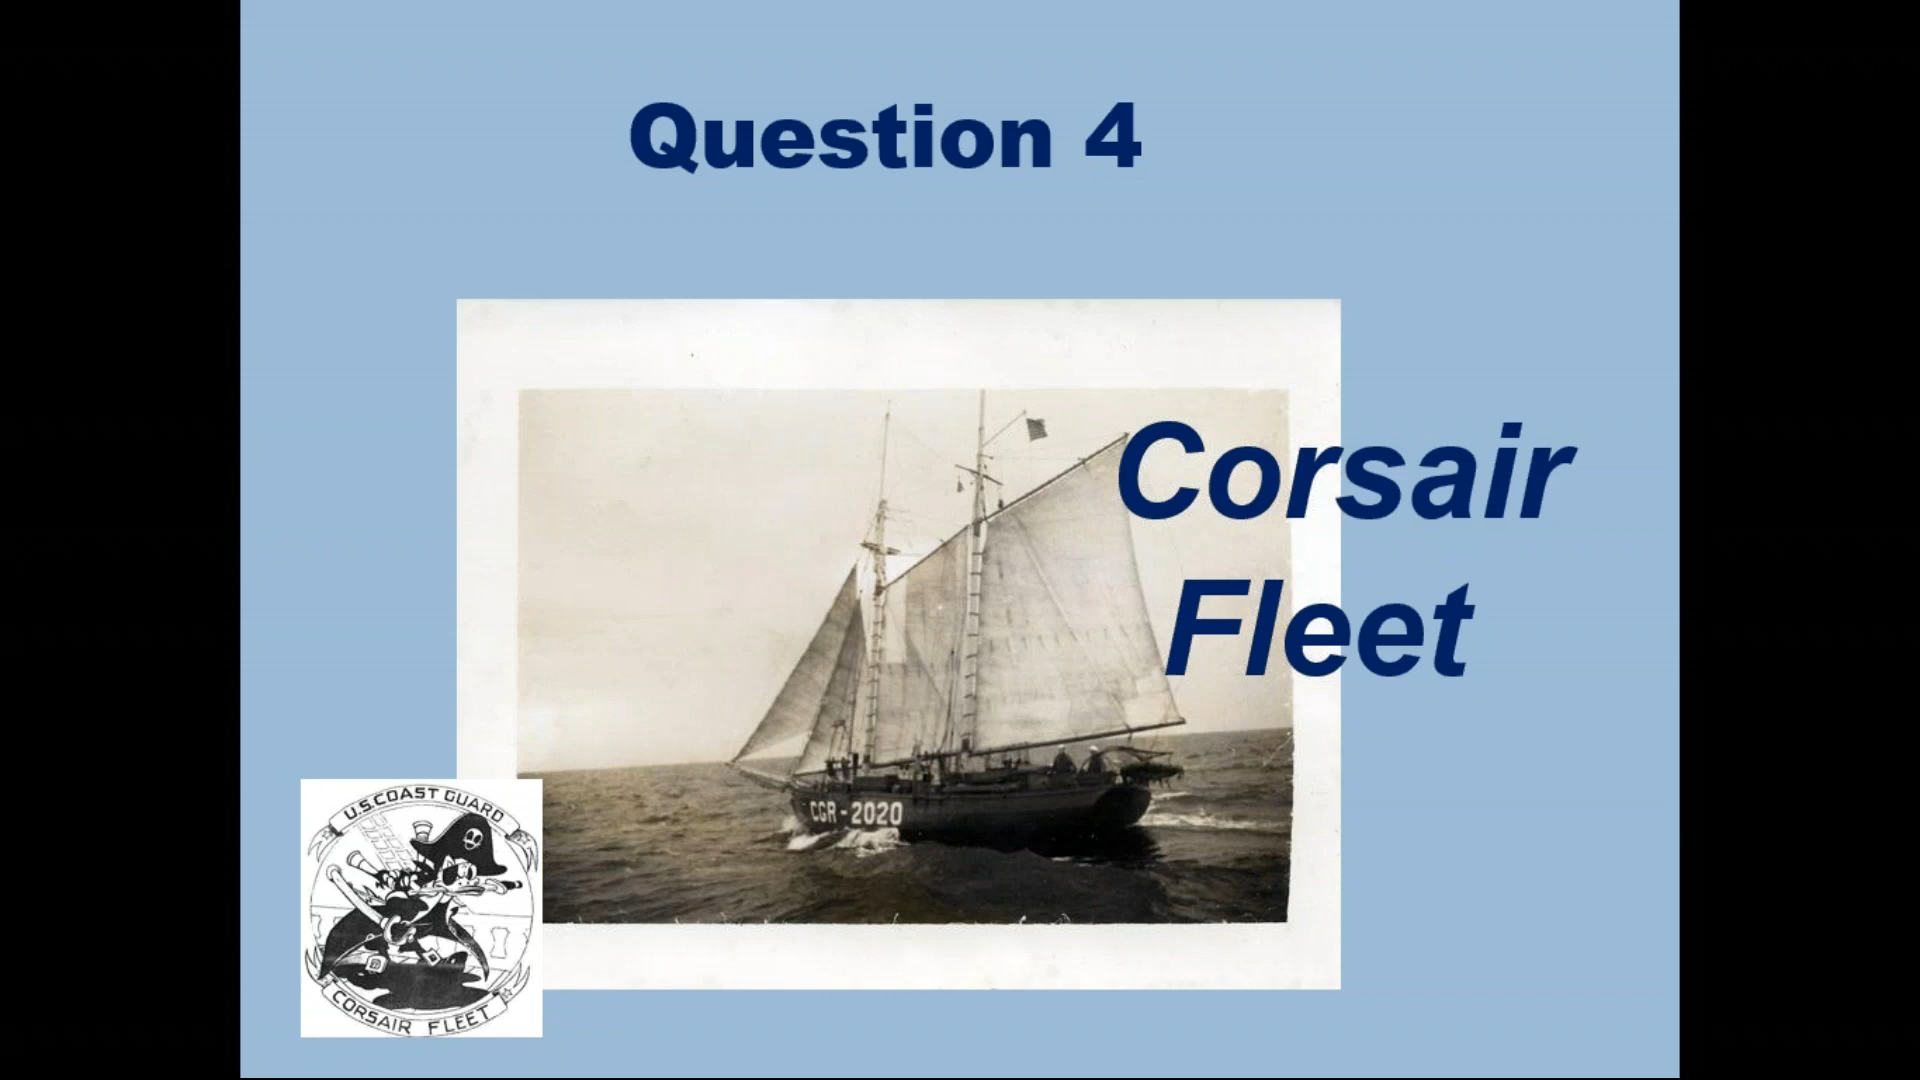 Question 4
Corsair
Fleet
CGR-2020
U.S. COAST GUARD
CORSAIR FLEET